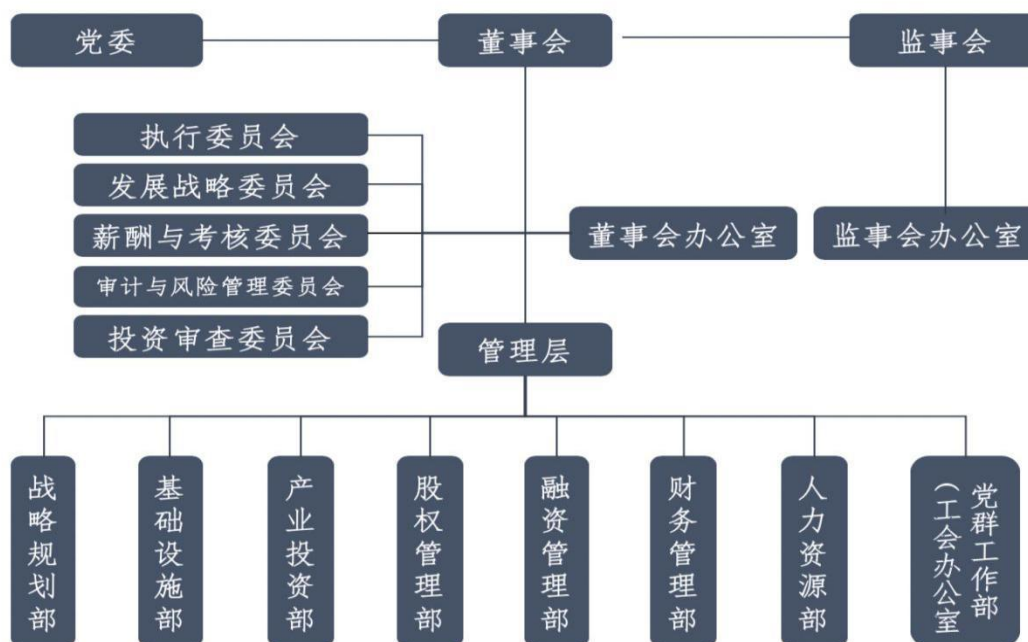 党委
董事会
监事会
执行委员会
发展战略委员会
薪酬与考核委员会
审计与风险管理委员会
投资审查委员会
董事会办公室
监事会办公室
管理层
战略规划部
基础设施部
产业投资部
股权管理部
融资管理部
财务管理部
人力资源部
党群工作部
(工会办公室